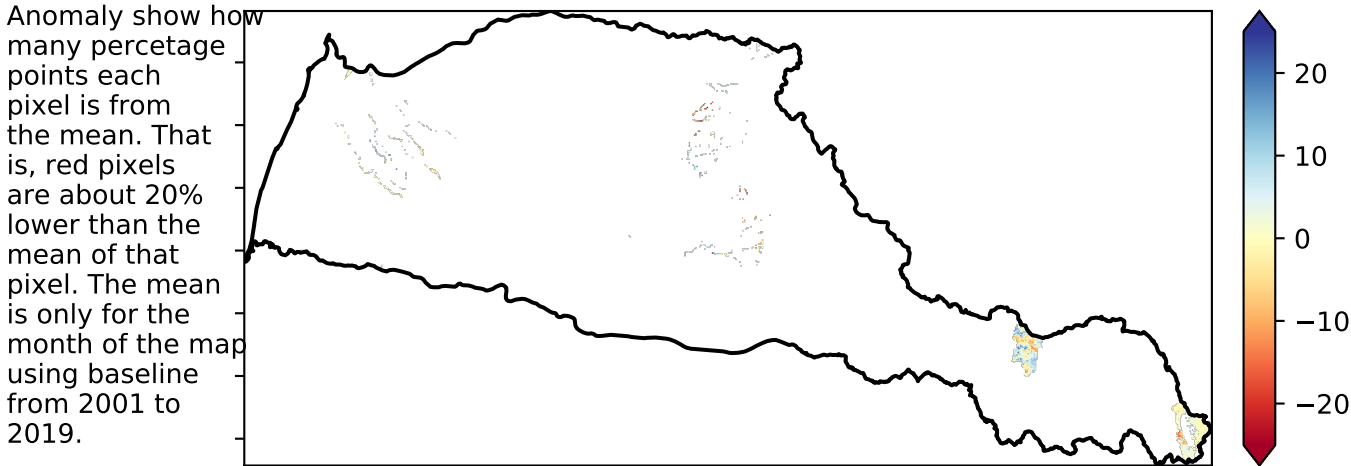 Anomaly show how
many percetage
points each
pixel is from
the mean. That
is, red pixels
are about 20%
lower than the
mean of that
pixel. The mean
is only for the
month of the map
using baseline
from 2001 to
2019.
20
10
0
−10
−20